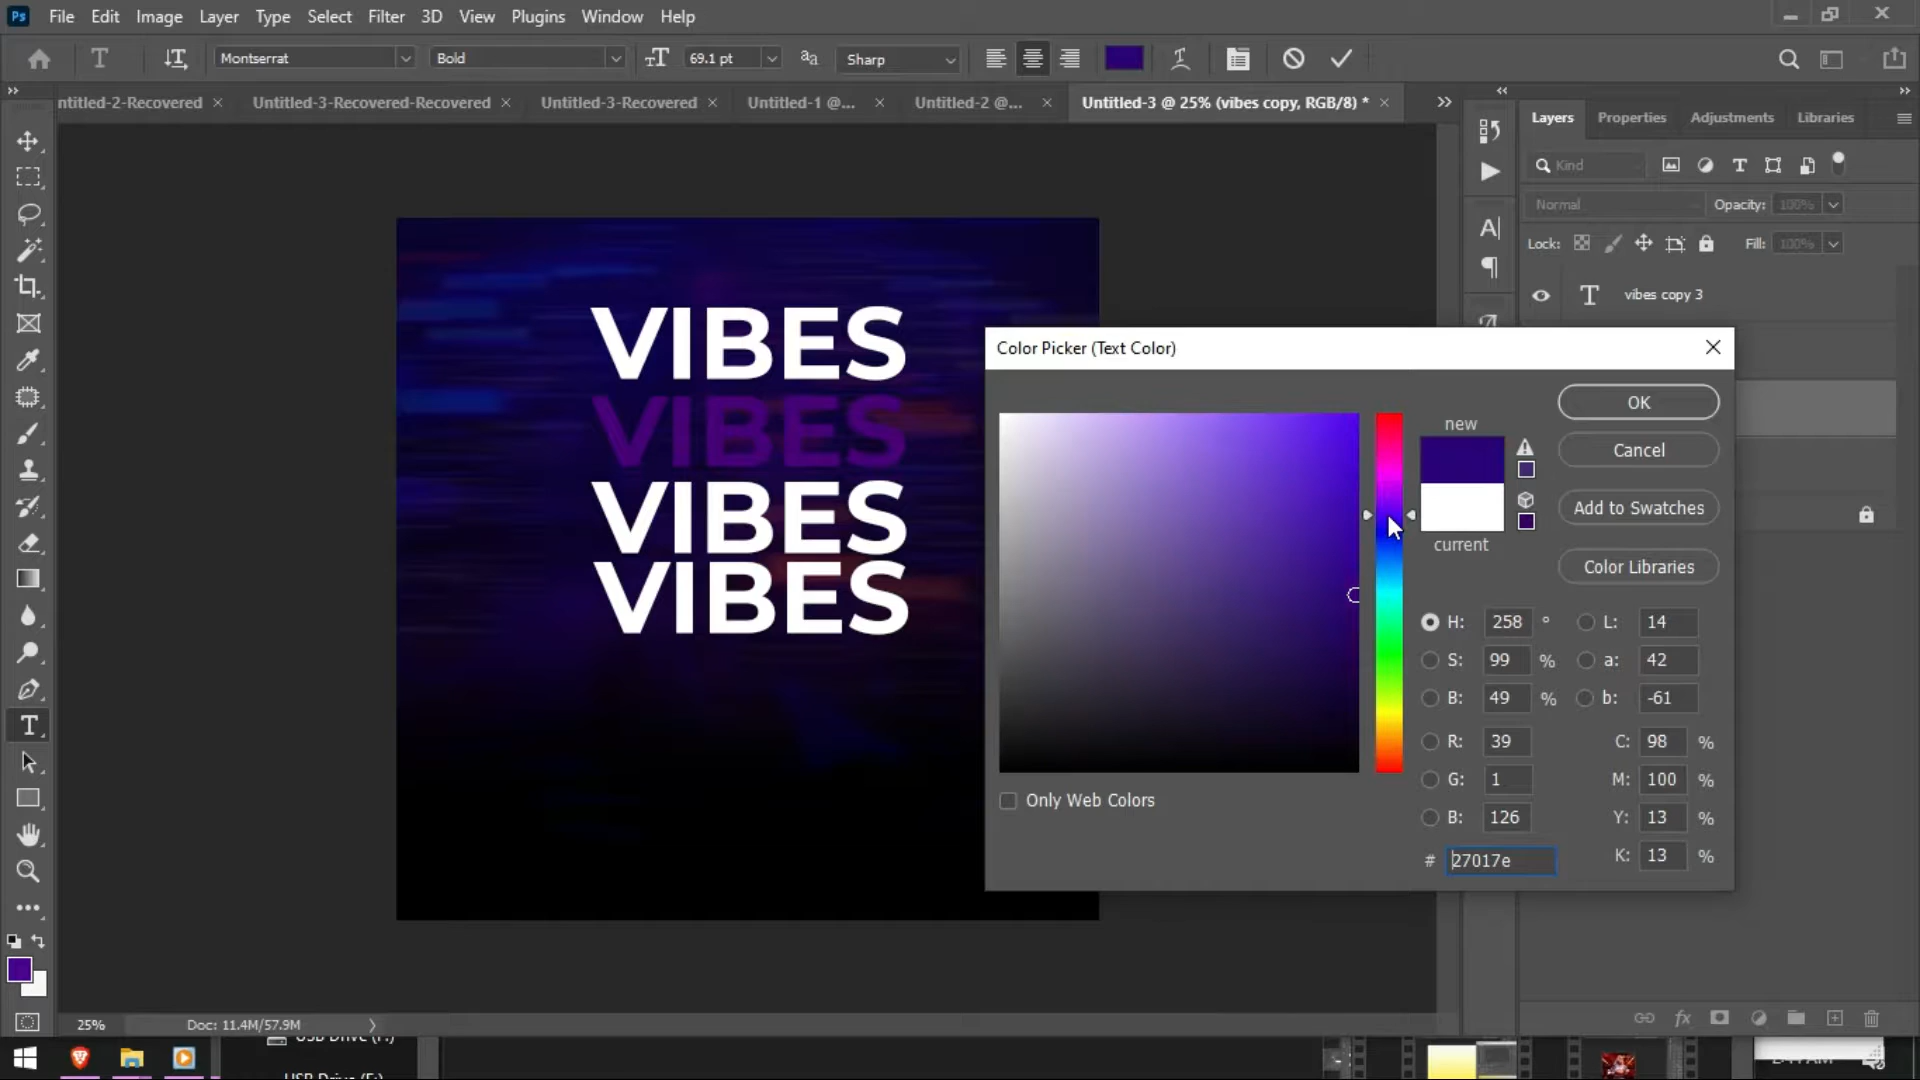 Ps File Edit Image Layer Type Select Filter 3D View Plugins Window Help
T Montserrat Bold 69.1 pt aa Sharp
ntitled-2-Recovered × Untitled-3-Recovered-Recovered × Untitled-3-Recovered × Untitled-1 @... × Untitled-2 @... × Untitled-3 @ 25% (vibes copy, RGB/8) * ×
Layers Properties Adjustments Libraries
Kind
Normal Opacity: 100%
Lock: Fill: 100%
T vibes copy 3
VIBES
VIBES
VIBES
VIBES
Color Picker (Text Color)
new
current
OK
Cancel
Add to Swatches
Color Libraries
H: 258 ° L: 14
S: 99 % a: 42
B: 49 % b: -61
R: 39 C: 98 %
G: 1 M: 100 %
B: 126 Y: 13 %
# 27017e K: 13 %
Only Web Colors
25% Doc: 11.4M/57.9M